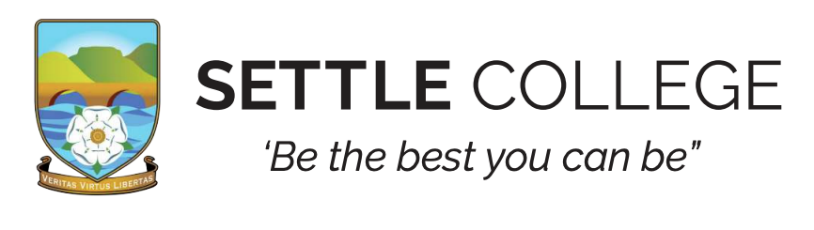 SETTLE COLLEGE
‘Be the best you can be”
VERITAS VIRTUS LIBERTAS